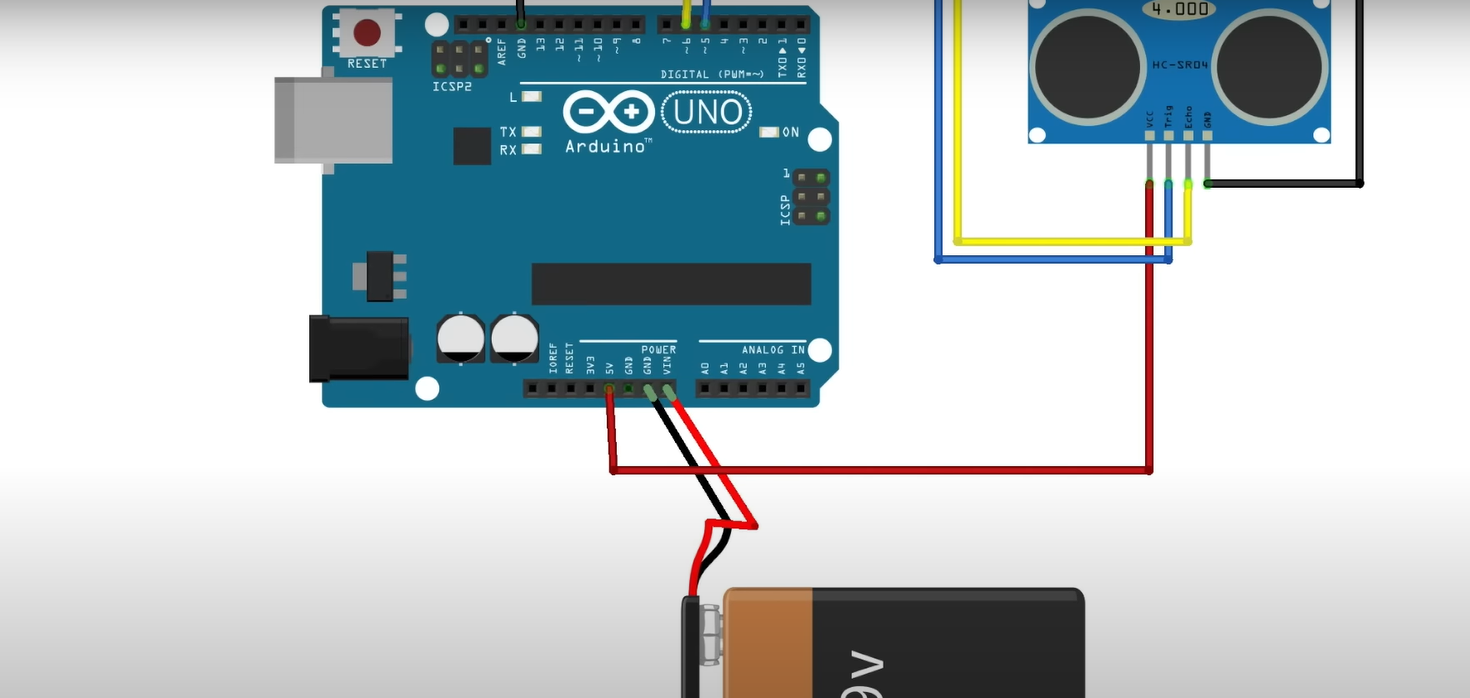 4.000
HC-SR04
VCC
Trig
Echo
GND
RESET
ICSP2
AREF
GND
13
12
~11
~10
~9
8
7
~6
~5
4
~3
2
TX0▶1
RX0◀0
DIGITAL (PWM=~)
L
TX
RX
UNO
Arduino™
ON
1
ICSP
POWER
ANALOG IN
IOREF
RESET
3V3
5V
GND
GND
VIN
A0
A1
A2
A3
A4
A5
9v